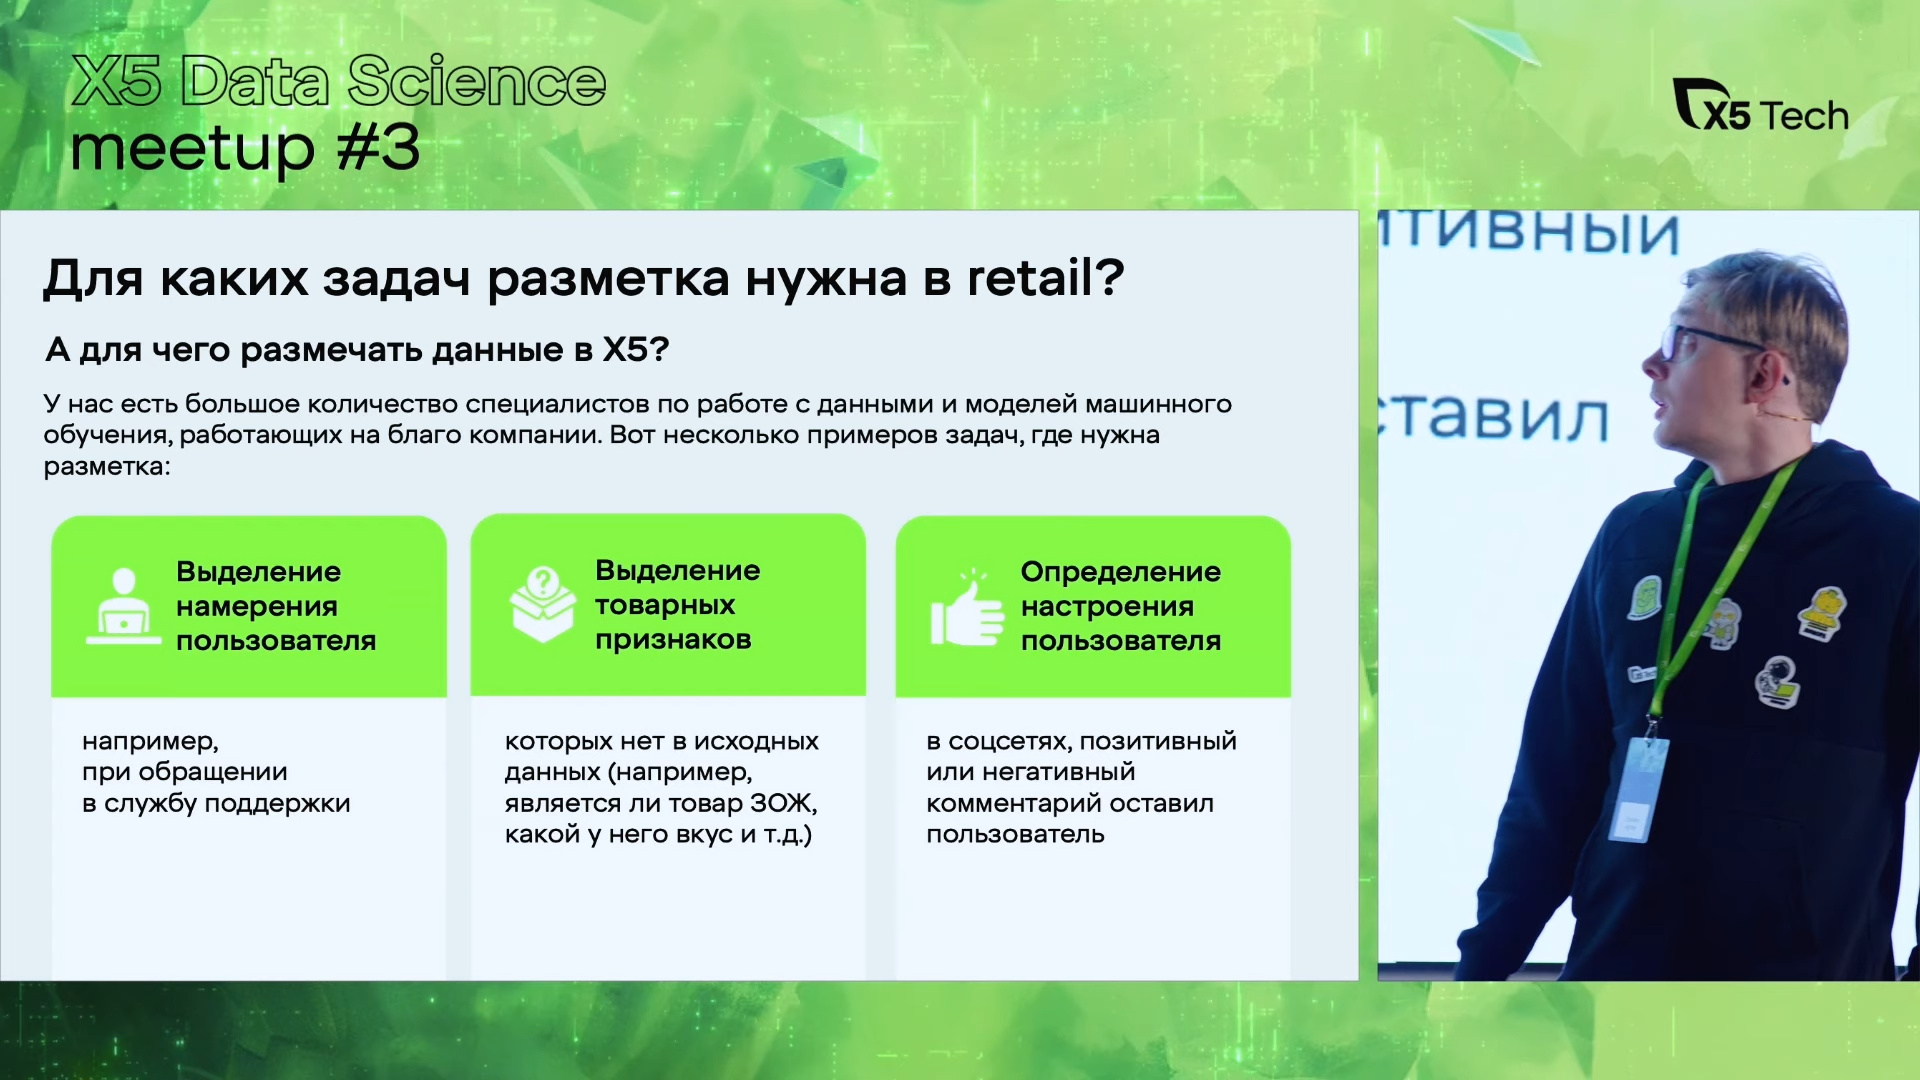 X5 Data Science
meetup #3
X5 Tech
Для каких задач разметка нужна в retail?
А для чего размечать данные в X5?
У нас есть большое количество специалистов по работе с данными и моделей машинного
обучения, работающих на благо компании. Вот несколько примеров задач, где нужна
разметка:
Выделение
намерения
пользователя
например,
при обращении
в службу поддержки
Выделение
товарных
признаков
которых нет в исходных
данных (например,
является ли товар ЗОЖ,
какой у него вкус и т.д.)
Определение
настроения
пользователя
в соцсетях, позитивный
или негативный
комментарий оставил
пользователь
итивный
ставил